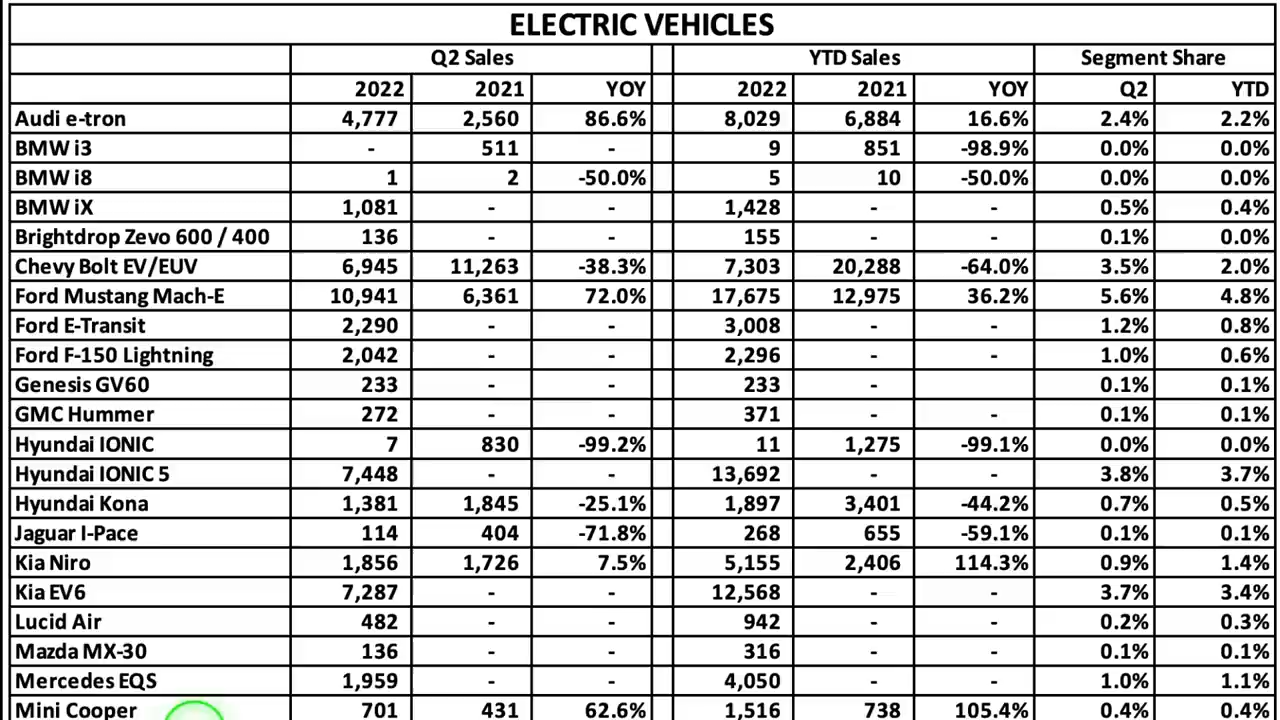 ELECTRIC VEHICLES
Q2 Sales YTD Sales Segment Share
2022 2021 YOY 2022 2021 YOY Q2 YTD
Audi e-tron 4,777 2,560 86.6% 8,029 6,884 16.6% 2.4% 2.2%
BMW i3 - 511 - 9 851 -98.9% 0.0% 0.0%
BMW i8 1 2 -50.0% 5 10 -50.0% 0.0% 0.0%
BMW iX 1,081 - - 1,428 - - 0.5% 0.4%
Brightdrop Zevo 600 / 400 136 - - 155 - - 0.1% 0.0%
Chevy Bolt EV/EUV 6,945 11,263 -38.3% 7,303 20,288 -64.0% 3.5% 2.0%
Ford Mustang Mach-E 10,941 6,361 72.0% 17,675 12,975 36.2% 5.6% 4.8%
Ford E-Transit 2,290 - - 3,008 - - 1.2% 0.8%
Ford F-150 Lightning 2,042 - - 2,296 - - 1.0% 0.6%
Genesis GV60 233 - - 233 - 0.1% 0.1%
GMC Hummer 272 - - 371 - - 0.1% 0.1%
Hyundai IONIC 7 830 -99.2% 11 1,275 -99.1% 0.0% 0.0%
Hyundai IONIC 5 7,448 - - 13,692 - - 3.8% 3.7%
Hyundai Kona 1,381 1,845 -25.1% 1,897 3,401 -44.2% 0.7% 0.5%
Jaguar I-Pace 114 404 -71.8% 268 655 -59.1% 0.1% 0.1%
Kia Niro 1,856 1,726 7.5% 5,155 2,406 114.3% 0.9% 1.4%
Kia EV6 7,287 - - 12,568 - - 3.7% 3.4%
Lucid Air 482 - - 942 - - 0.2% 0.3%
Mazda MX-30 136 - - 316 - - 0.1% 0.1%
Mercedes EQS 1,959 - - 4,050 - - 1.0% 1.1%
Mini Cooper 701 431 62.6% 1,516 738 105.4% 0.4% 0.4%